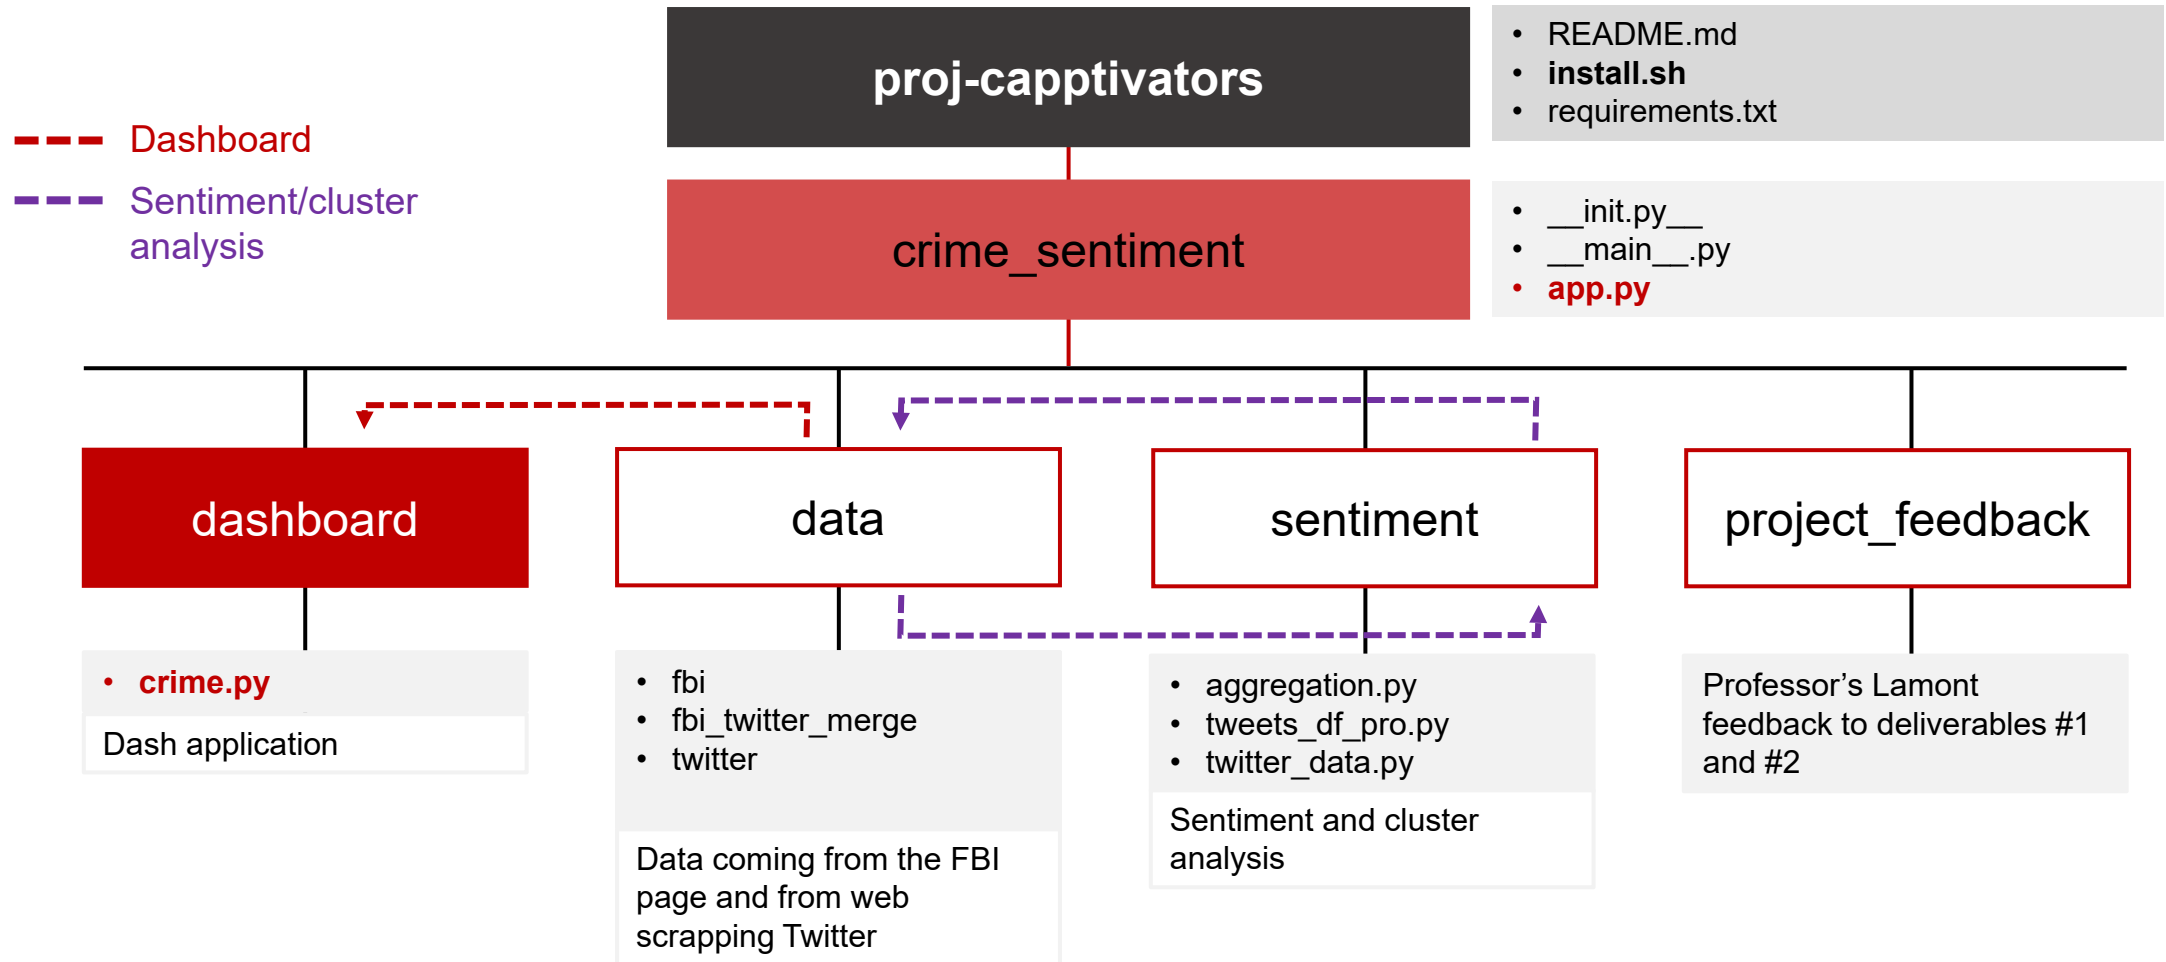 proj-capptivators
• README.md
• install.sh
• requirements.txt
Dashboard
Sentiment/cluster
analysis
crime_sentiment
• __init.py__
• __main__.py
• app.py
dashboard
data
sentiment
project_feedback
• crime.py
Dash application
• fbi
• fbi_twitter_merge
• twitter
Data coming from the FBI
page and from web
scrapping Twitter
• aggregation.py
• tweets_df_pro.py
• twitter_data.py
Sentiment and cluster
analysis
Professor’s Lamont
feedback to deliverables #1
and #2